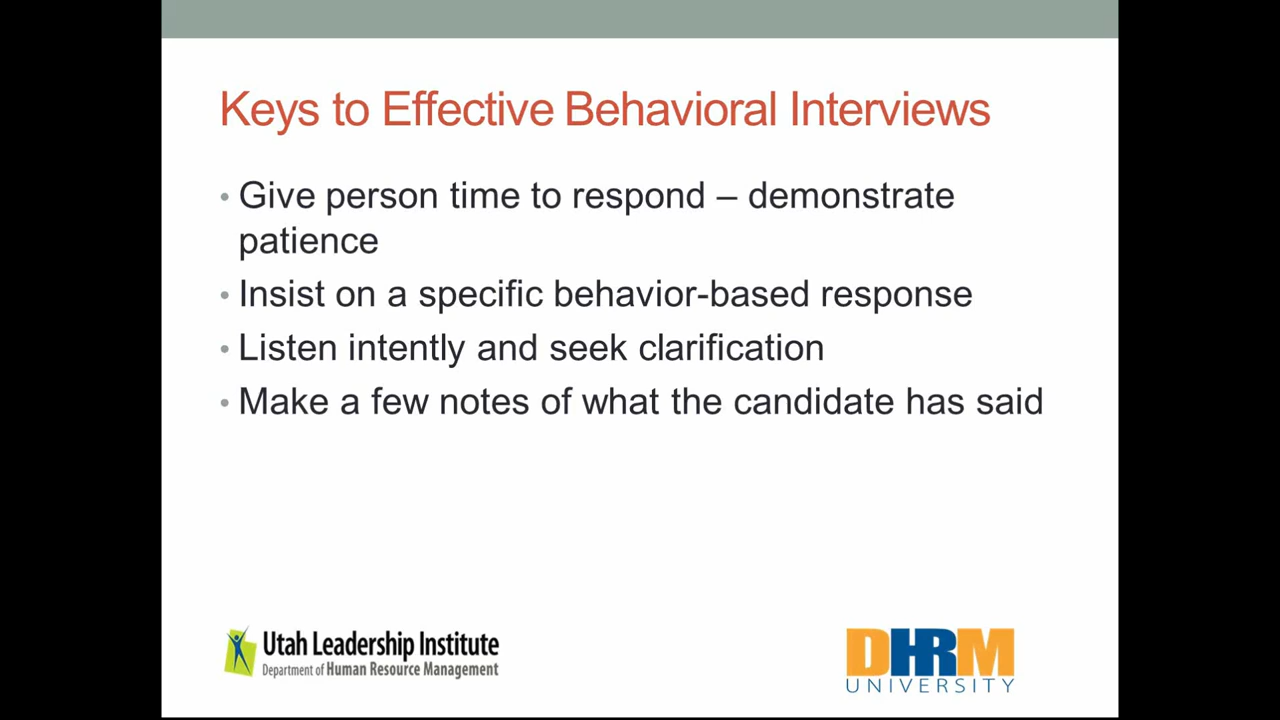 Keys to Effective Behavioral Interviews
• Give person time to respond – demonstrate
patience
• Insist on a specific behavior-based response
• Listen intently and seek clarification
• Make a few notes of what the candidate has said
Utah Leadership Institute
Department of Human Resource Management
DHRM
UNIVERSITY